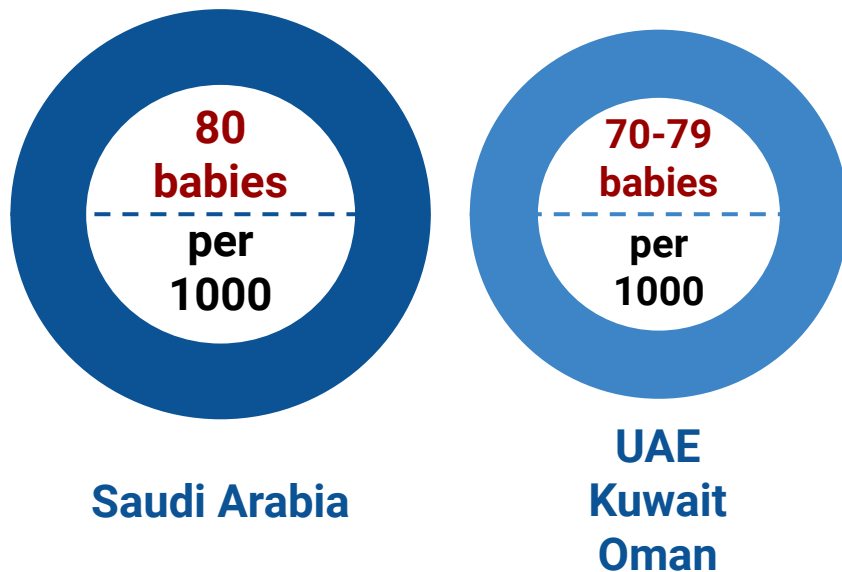 80
babies
per
1000
Saudi Arabia
70-79
babies
per
1000
UAE
Kuwait
Oman